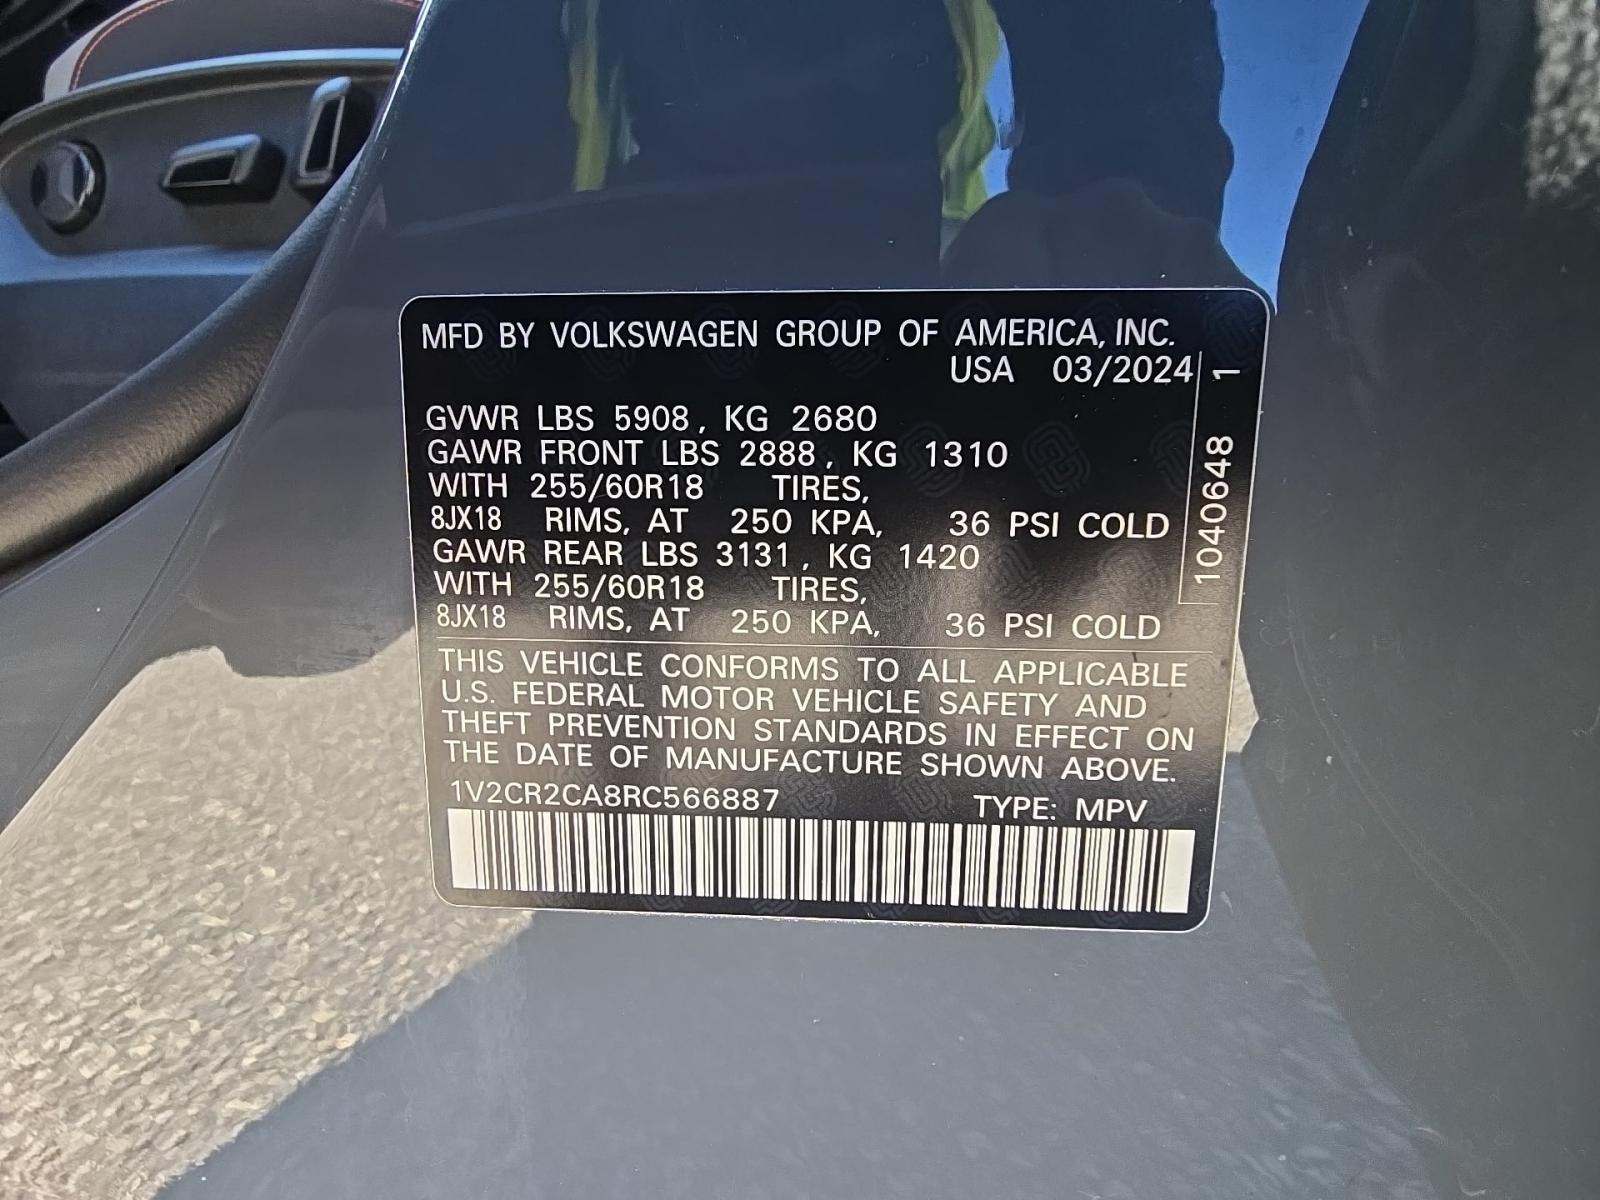 MFD BY VOLKSWAGEN GROUP OF AMERICA, INC.
USA 03/2024
GVWR LBS 5908, KG 2680
GAWR FRONT LBS 2888, KG 1310
WITH 255/60R18 TIRES,
8JX18 RIMS, AT 250 KPA, 36 PSI COLD
GAWR REAR LBS 3131, KG 1420
WITH 255/60R18 TIRES,
8JX18 RIMS, AT 250 KPA, 36 PSI COLD
THIS VEHICLE CONFORMS TO ALL APPLICABLE
U.S. FEDERAL MOTOR VEHICLE SAFETY AND
THEFT PREVENTION STANDARDS IN EFFECT ON
THE DATE OF MANUFACTURE SHOWN ABOVE.
1V2CR2CA8RC566887 TYPE: MPV
1040648 1